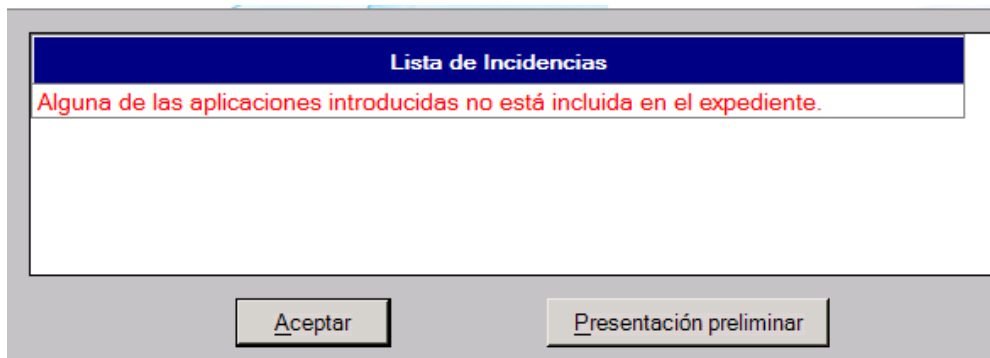 Lista de Incidencias
Alguna de las aplicaciones introducidas no está incluida en el expediente.
Aceptar
Presentación preliminar